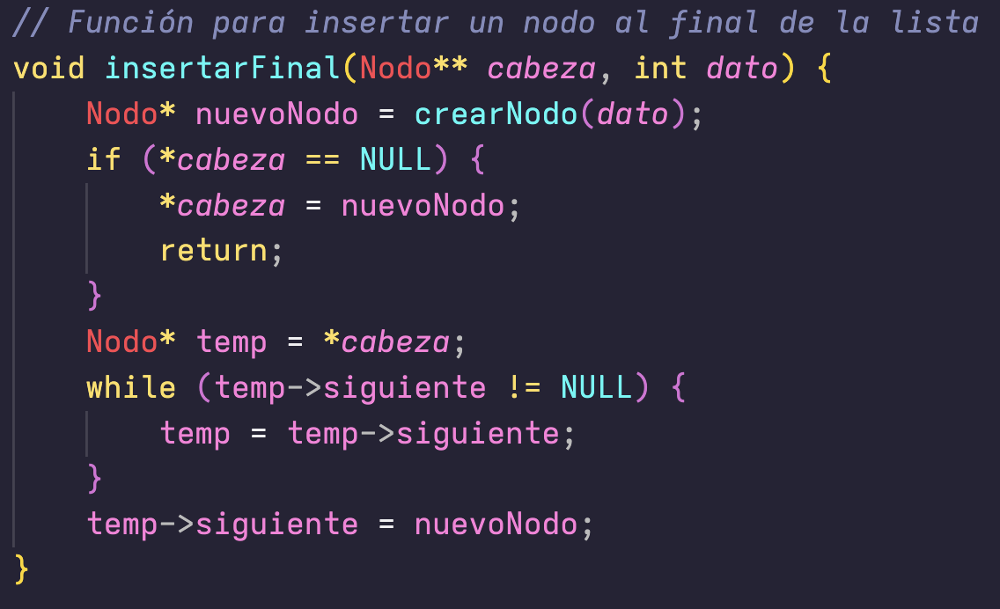 // Función para insertar un nodo al final de la lista
void insertarFinal(Nodo** cabeza, int dato) {
    Nodo* nuevoNodo = crearNodo(dato);
    if (*cabeza == NULL) {
        *cabeza = nuevoNodo;
        return;
    }
    Nodo* temp = *cabeza;
    while (temp->siguiente != NULL) {
        temp = temp->siguiente;
    }
    temp->siguiente = nuevoNodo;
}